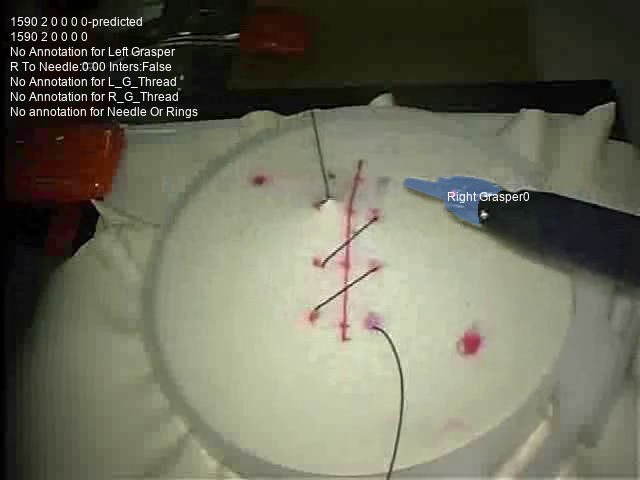 1590 2 0 0 0 0-predicted
1590 2 0 0 0 0
No Annotation for Left Grasper
R To Needle:0.00 Inters:False
No Annotation for L_G_Thread
No Annotation for R_G_Thread
No annotation for Needle Or Rings
Right Grasper0